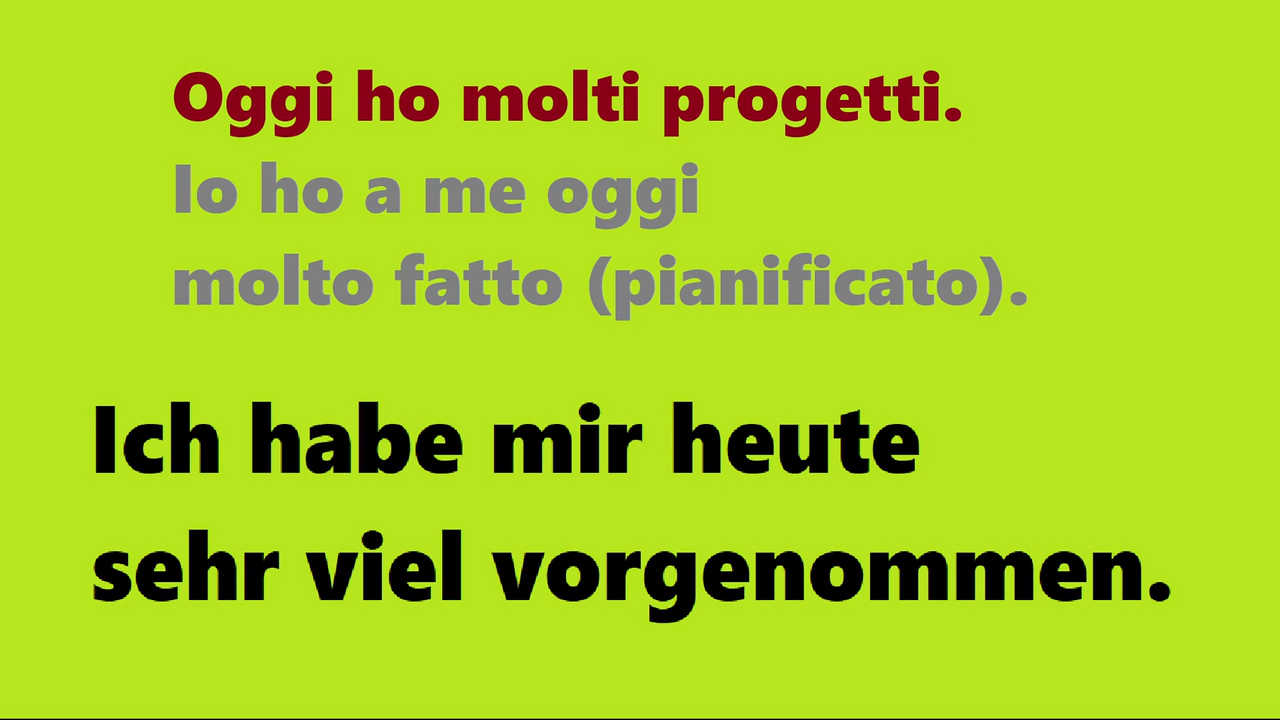 Oggi ho molti progetti.
Io ho a me oggi
molto fatto (pianificato).
Ich habe mir heute
sehr viel vorgenommen.